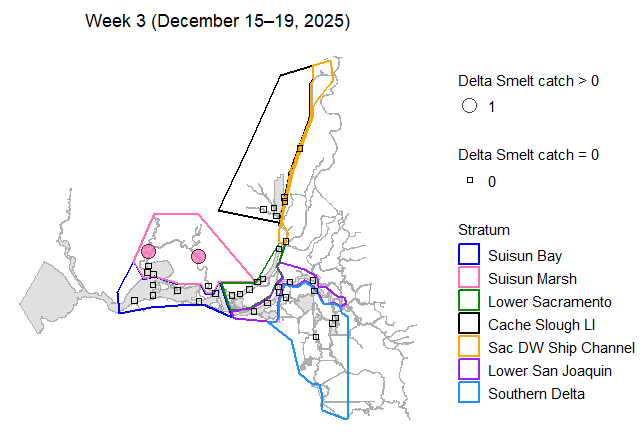 Week 3 (December 15–19, 2025)
Delta Smelt catch > 0
1
Delta Smelt catch = 0
0
Stratum
Suisun Bay
Suisun Marsh
Lower Sacramento
Cache Slough LI
Sac DW Ship Channel
Lower San Joaquin
Southern Delta